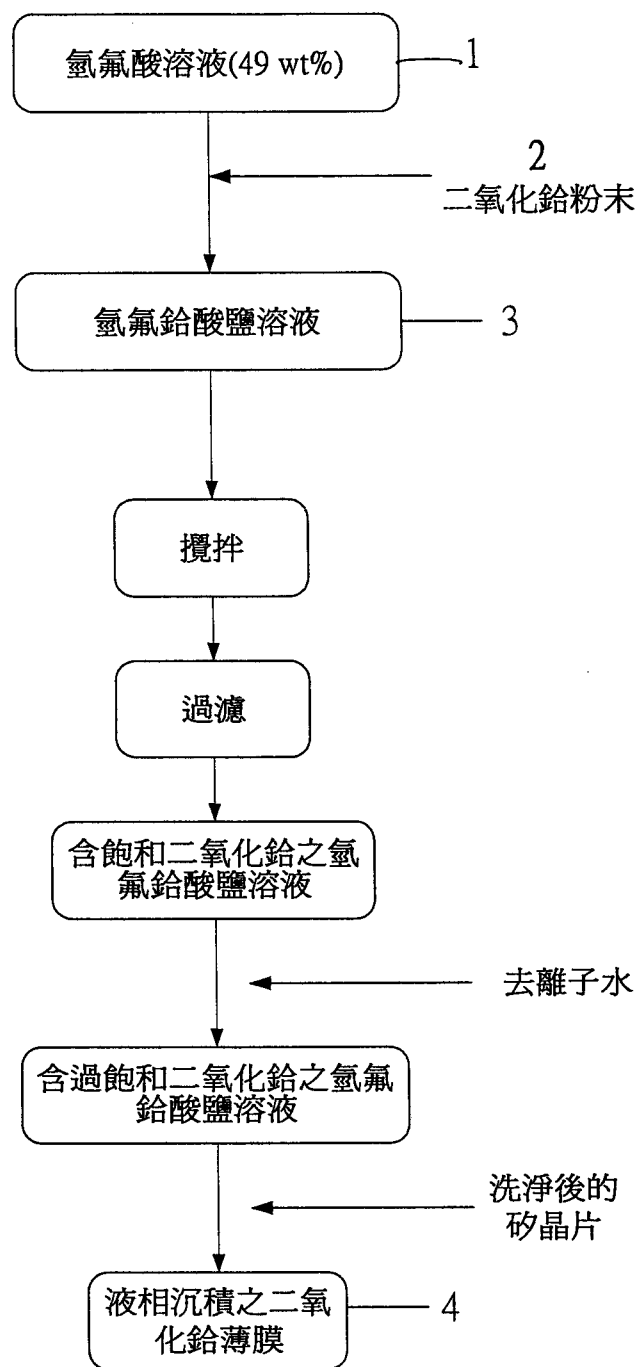 氫氟酸溶液(49 wt%)
1
2
二氧化鉿粉末
氫氟鉿酸鹽溶液
3
攪拌
過濾
含飽和二氧化鉿之氫
氟鉿酸鹽溶液
去離子水
含過飽和二氧化鉿之氫氟
鉿酸鹽溶液
洗淨後的
矽晶片
液相沉積之二氧
化鉿薄膜
4